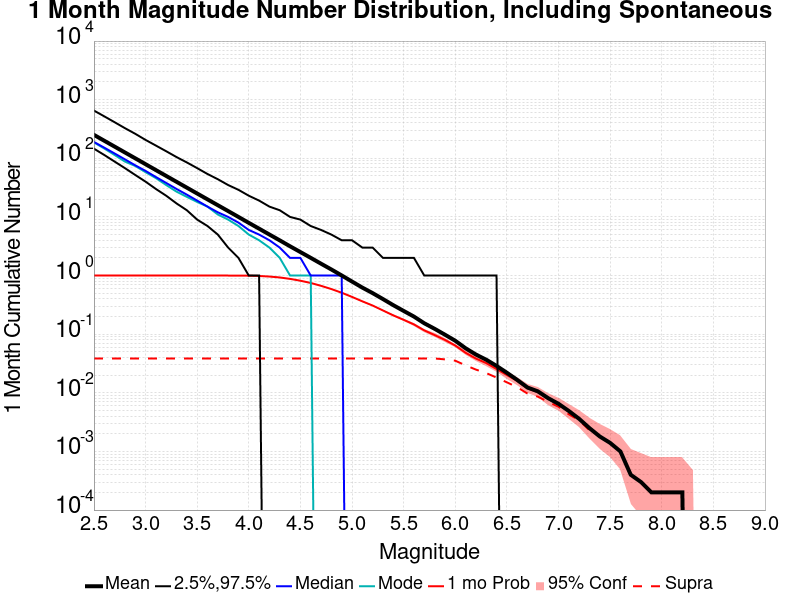 1 Month Magnitude Number Distribution, Including Spontaneous
1 Month Cumulative Number
10^4
10^3
10^2
10^1
10^0
10^-1
10^-2
10^-3
10^-4
2.5 3.0 3.5 4.0 4.5 5.0 5.5 6.0 6.5 7.0 7.5 8.0 8.5 9.0
Magnitude
Mean 2.5%,97.5% Median Mode 1 mo Prob 95% Conf Supra